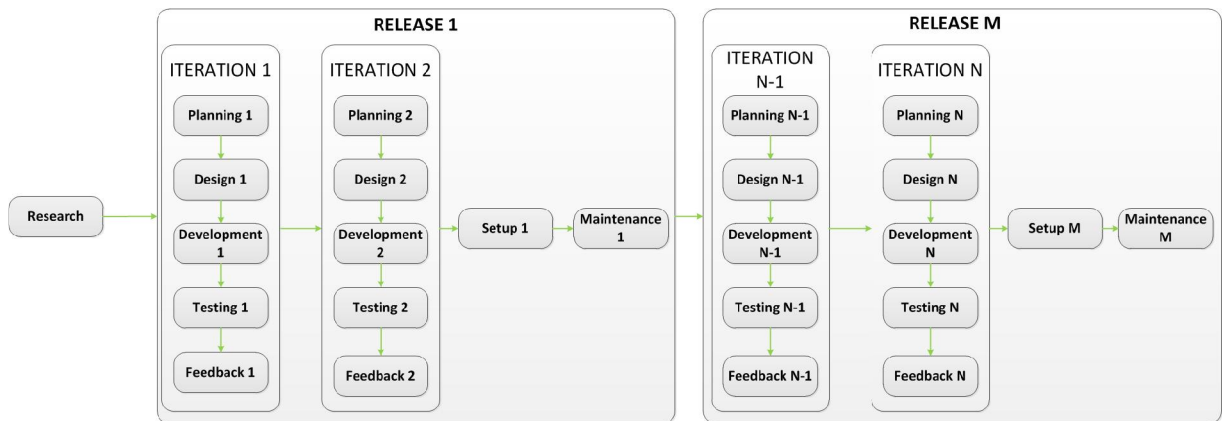 RELEASE 1
RELEASE M
ITERATION 1
Planning 1
Design 1
Development
1
Testing 1
Feedback 1
ITERATION 2
Planning 2
Design 2
Development
2
Testing 2
Feedback 2
Research
Setup 1
Maintenance
1
ITERATION
N-1
Planning N-1
Design N-1
Development
N-1
Testing N-1
Feedback N-1
ITERATION N
Planning N
Design N
Development
N
Testing N
Feedback N
Setup M
Maintenance
M